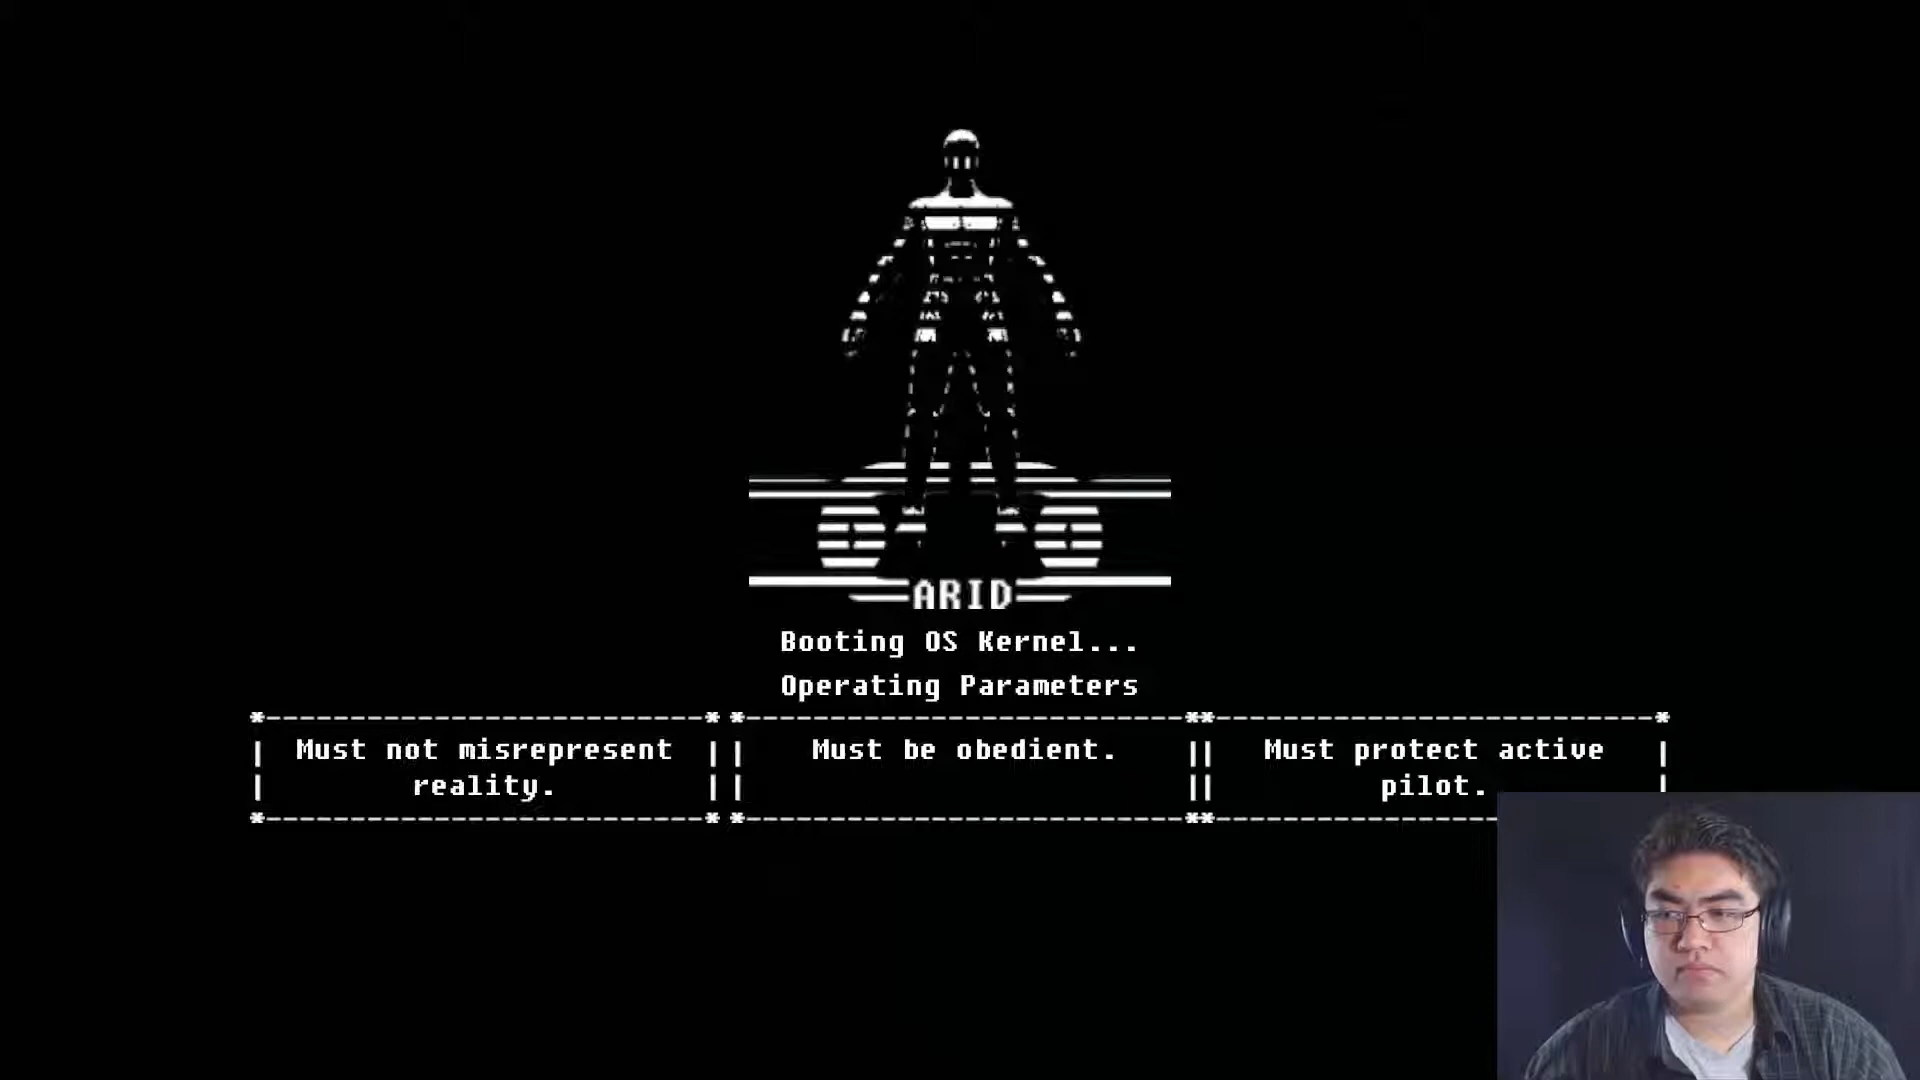 ARID
Booting OS Kernel...
Operating Parameters
Must not misrepresent
reality.
Must be obedient.
Must protect active
pilot.